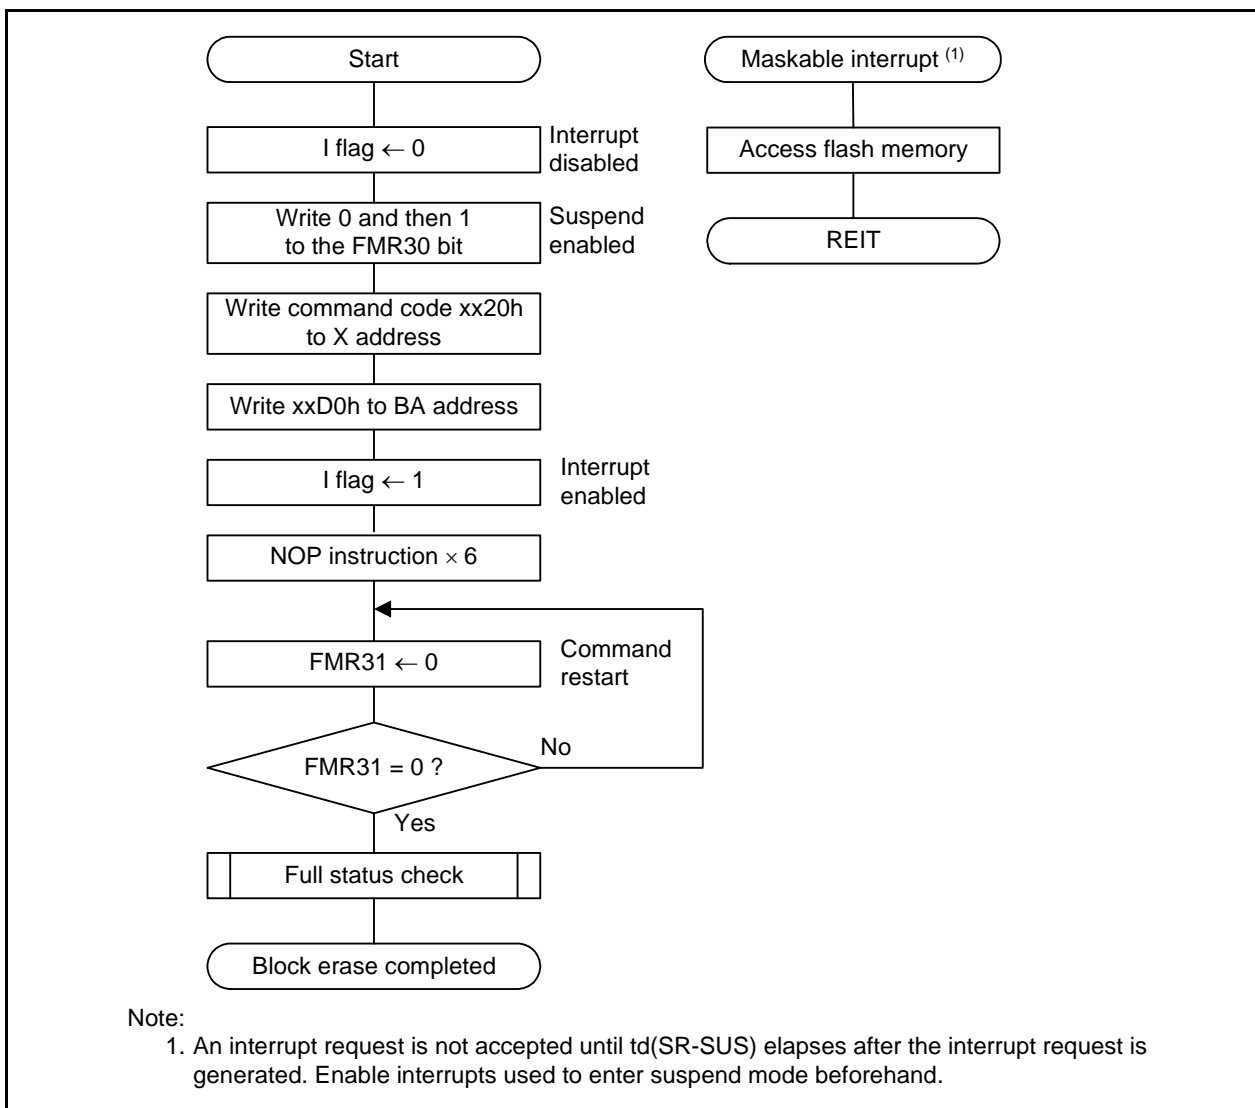 Start
I flag ← 0
Interrupt
disabled
Write 0 and then 1
to the FMR30 bit
Suspend
enabled
Write command code xx20h
to X address
Write xxD0h to BA address
I flag ← 1
Interrupt
enabled
NOP instruction × 6
FMR31 ← 0
Command
restart
FMR31 = 0 ?
No
Yes
Full status check
Block erase completed
Maskable interrupt (1)
Access flash memory
REIT
Note:
1. An interrupt request is not accepted until td(SR-SUS) elapses after the interrupt request is
generated. Enable interrupts used to enter suspend mode beforehand.